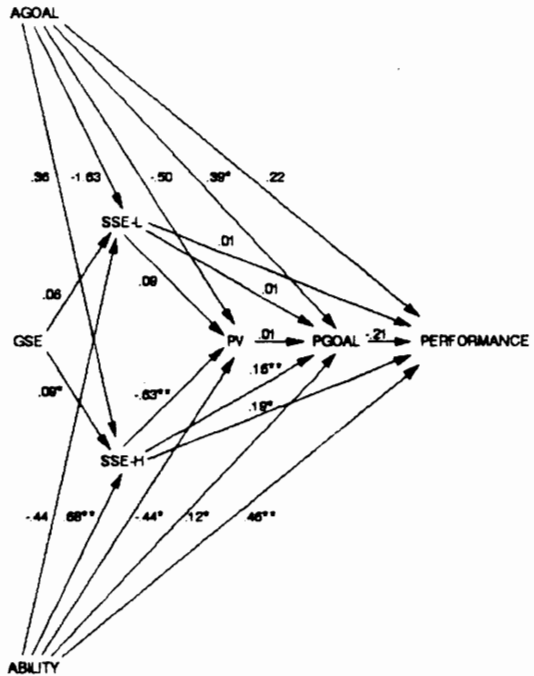 AGOAL
.36 -1.63 -.50 .39* .22
SSE-L
.01
.09 .01
.06
GSE PV .01 PGOAL -.21 PERFORMANCE
.16**
.09* -.63** .19*
SSE-H
-.44 .68** -.44* .12* .46**
ABILITY